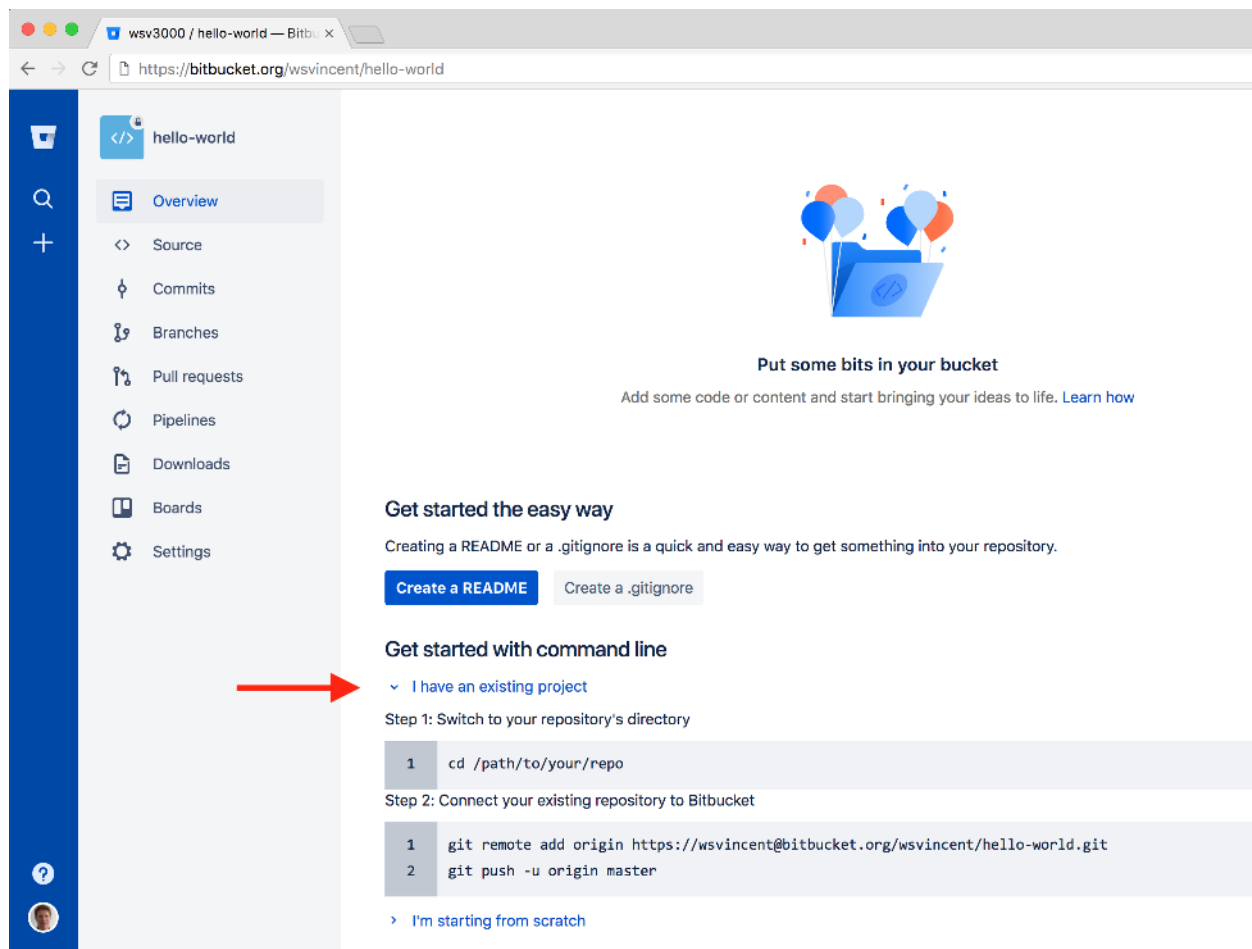 wsv3000 / hello-world — Bitbu
https://bitbucket.org/wsvincent/hello-world
hello-world
Overview
Source
Commits
Branches
Pull requests
Pipelines
Downloads
Boards
Settings
Put some bits in your bucket
Add some code or content and start bringing your ideas to life. Learn how
Get started the easy way
Creating a README or a .gitignore is a quick and easy way to get something into your repository.
Create a README Create a .gitignore
Get started with command line
I have an existing project
Step 1: Switch to your repository's directory
1 cd /path/to/your/repo
Step 2: Connect your existing repository to Bitbucket
1 git remote add origin https://wsvincent@bitbucket.org/wsvincent/hello-world.git
2 git push -u origin master
I'm starting from scratch